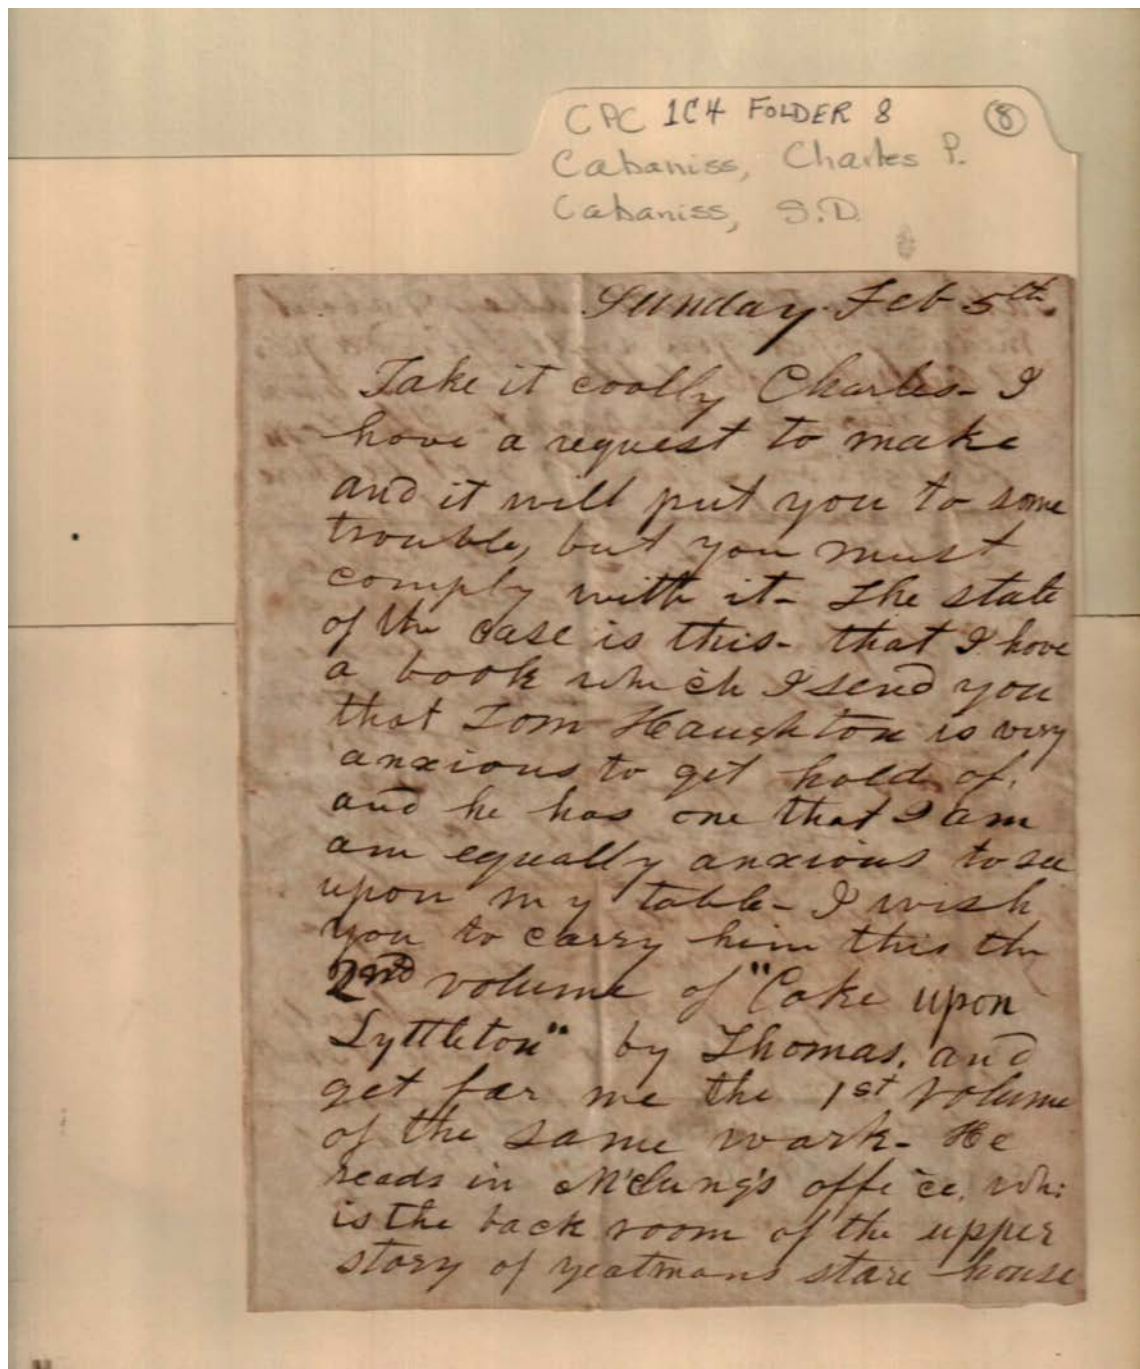 CPC 1C4 FOLDER 8 8
Cabaniss, Charles P.
Cabaniss, S.D.
Sunday Feb 5th.
Take it coolly Charles- I
have a request to make
and it will put you to some
trouble, but you must
comply with it- The state
of the case is this- that I have
a book which I send you
that Tom Haughton is very
anxious to get hold of,
and he has one that I am
am equally anxious to see
upon my table- I wish
you to carry him this the
2nd volume of "Coke upon
Lyttleton" by Thomas, and
get for me the 1st volume
of the same work- He
reads in McClung's office, whi:
is the back room of the upper
story of yeatmans store-house